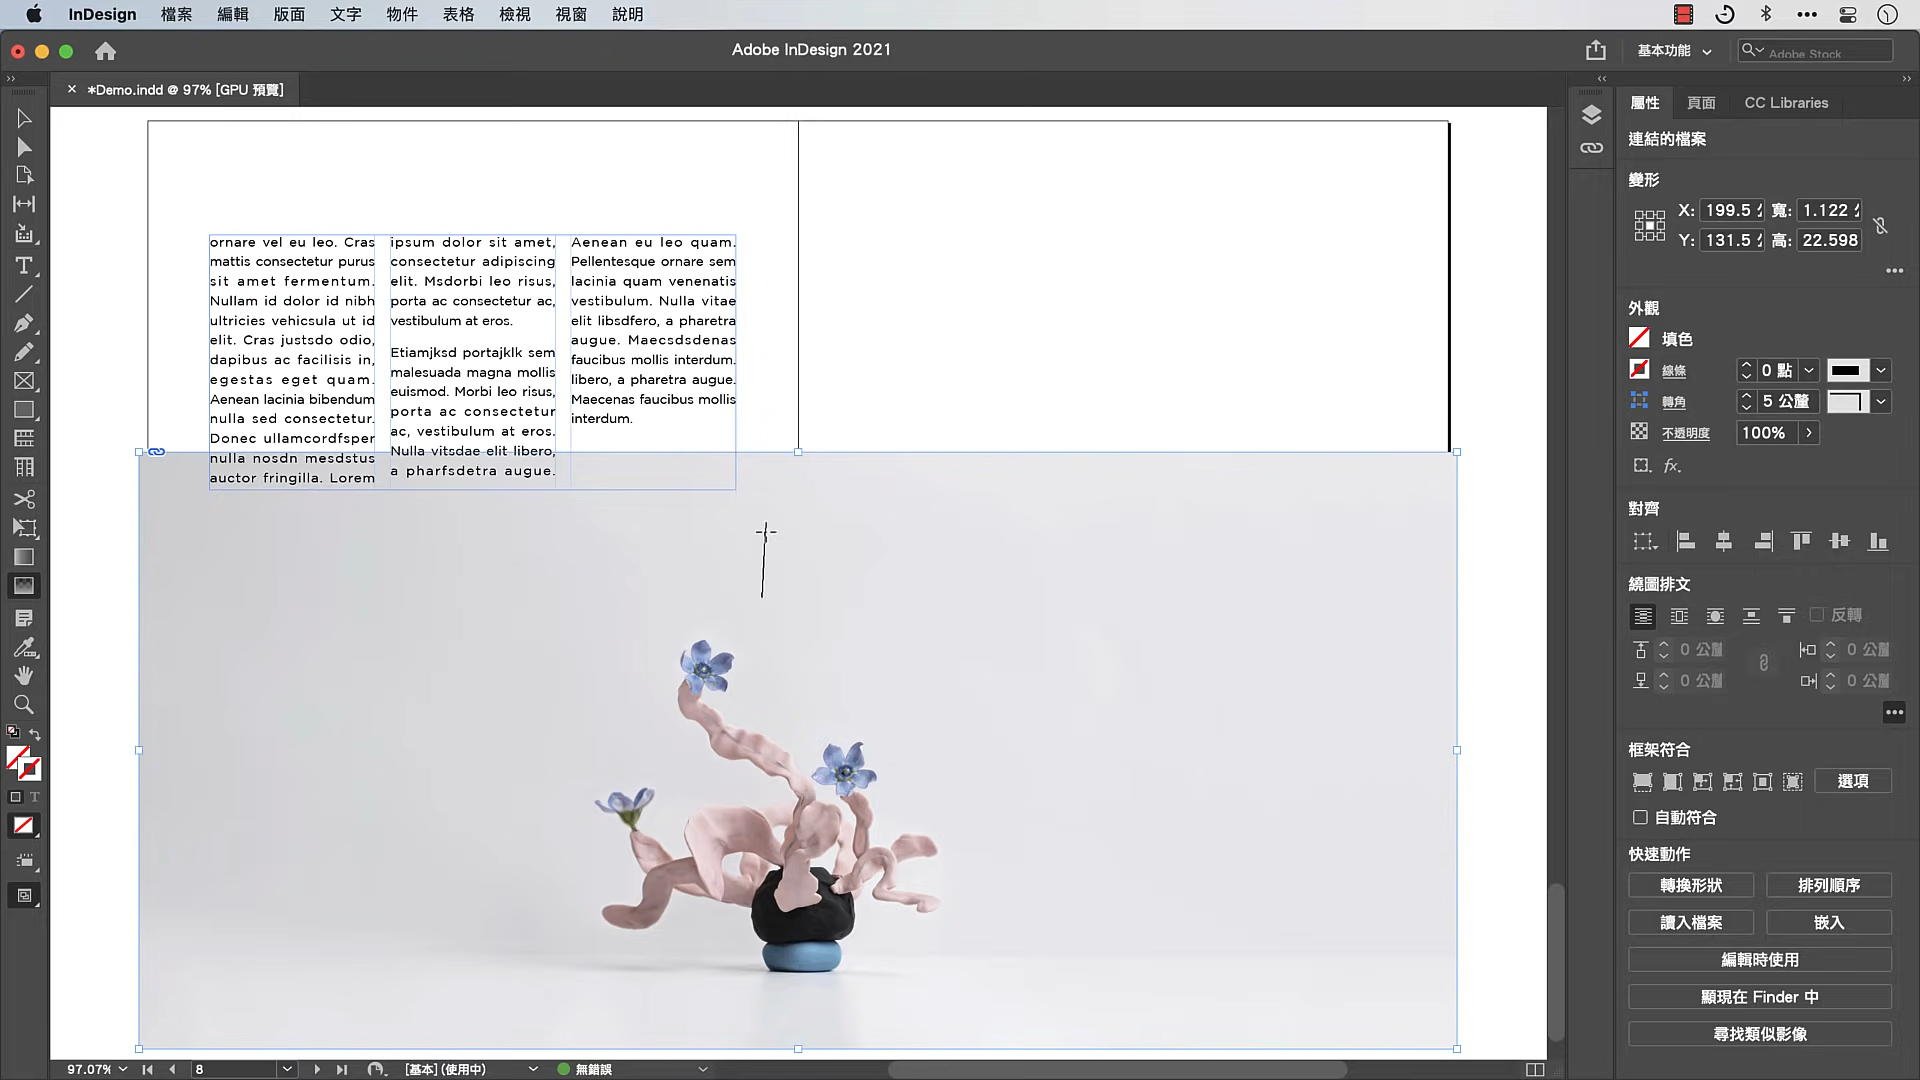 InDesign 檔案 編輯 版面 文字 物件 表格 檢視 視窗 說明
Adobe InDesign 2021
基本功能
Adobe Stock
*Demo.indd @ 97% [GPU 預覽]
屬性 頁面 CC Libraries
連結的檔案
變形
X: 199.5 寬: 1.122
Y: 131.5 高: 22.598
外觀
填色
線條 0 點
轉角 5 公釐
不透明度 100%
fx.
對齊
繞圖排文
反轉
0 公釐 0 公釐
0 公釐 0 公釐
框架符合
選項
自動符合
快速動作
轉換形狀 排列順序
讀入檔案 嵌入
編輯時使用
顯現在 Finder 中
尋找類似影像
ornare vel eu leo. Cras
mattis consectetur purus
sit amet fermentum.
Nullam id dolor id nibh
ultricies vehicsula ut id
elit. Cras justsdo odio,
dapibus ac facilisis in,
egestas eget quam.
Aenean lacinia bibendum
nulla sed consectetur.
Donec ullamcordfsper
nulla nosdn mesdstus
auctor fringilla. Lorem
ipsum dolor sit amet,
consectetur adipiscing
elit. Msdorbi leo risus,
porta ac consectetur ac,
vestibulum at eros.
Etiamjksd portajklk sem
malesuada magna mollis
euismod. Morbi leo risus,
porta ac consectetur
ac, vestibulum at eros.
Nulla vitsdae elit libero,
a pharfsdetra augue.
Aenean eu leo quam.
Pellentesque ornare sem
lacinia quam venenatis
vestibulum. Nulla vitae
elit libsdfero, a pharetra
augue. Maecsdsdenas
faucibus mollis interdum.
libero, a pharetra augue.
Maecenas faucibus mollis
interdum.
97.07% 8 [基本] (使用中) 無錯誤